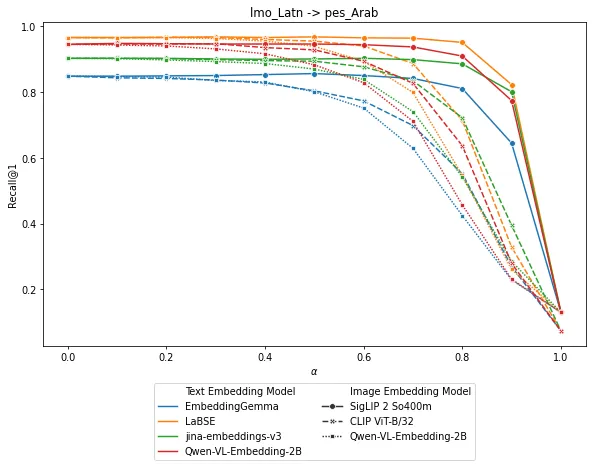 lmo_Latn -> pes_Arab
1.0
0.8
0.6
0.4
0.2
Recall@1
0.0 0.2 0.4 0.6 0.8 1.0
α
Text Embedding Model
EmbeddingGemma
LaBSE
jina-embeddings-v3
Qwen-VL-Embedding-2B
Image Embedding Model
SigLIP 2 So400m
CLIP ViT-B/32
Qwen-VL-Embedding-2B